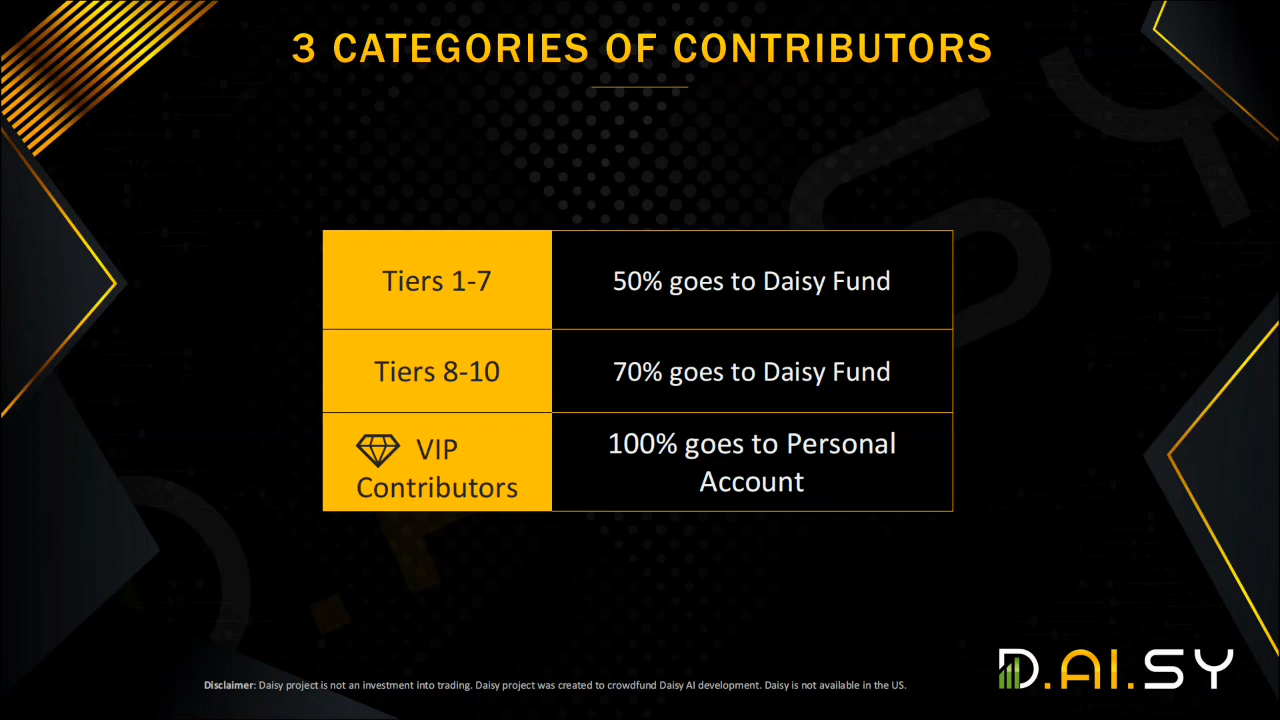 3 CATEGORIES OF CONTRIBUTORS
Tiers 1-7
50% goes to Daisy Fund
Tiers 8-10
70% goes to Daisy Fund
VIP
Contributors
100% goes to Personal
Account
Disclaimer: Daisy project is not an investment into trading. Daisy project was created to crowdfund Daisy AI development. Daisy is not available in the US.
D.AI.SY